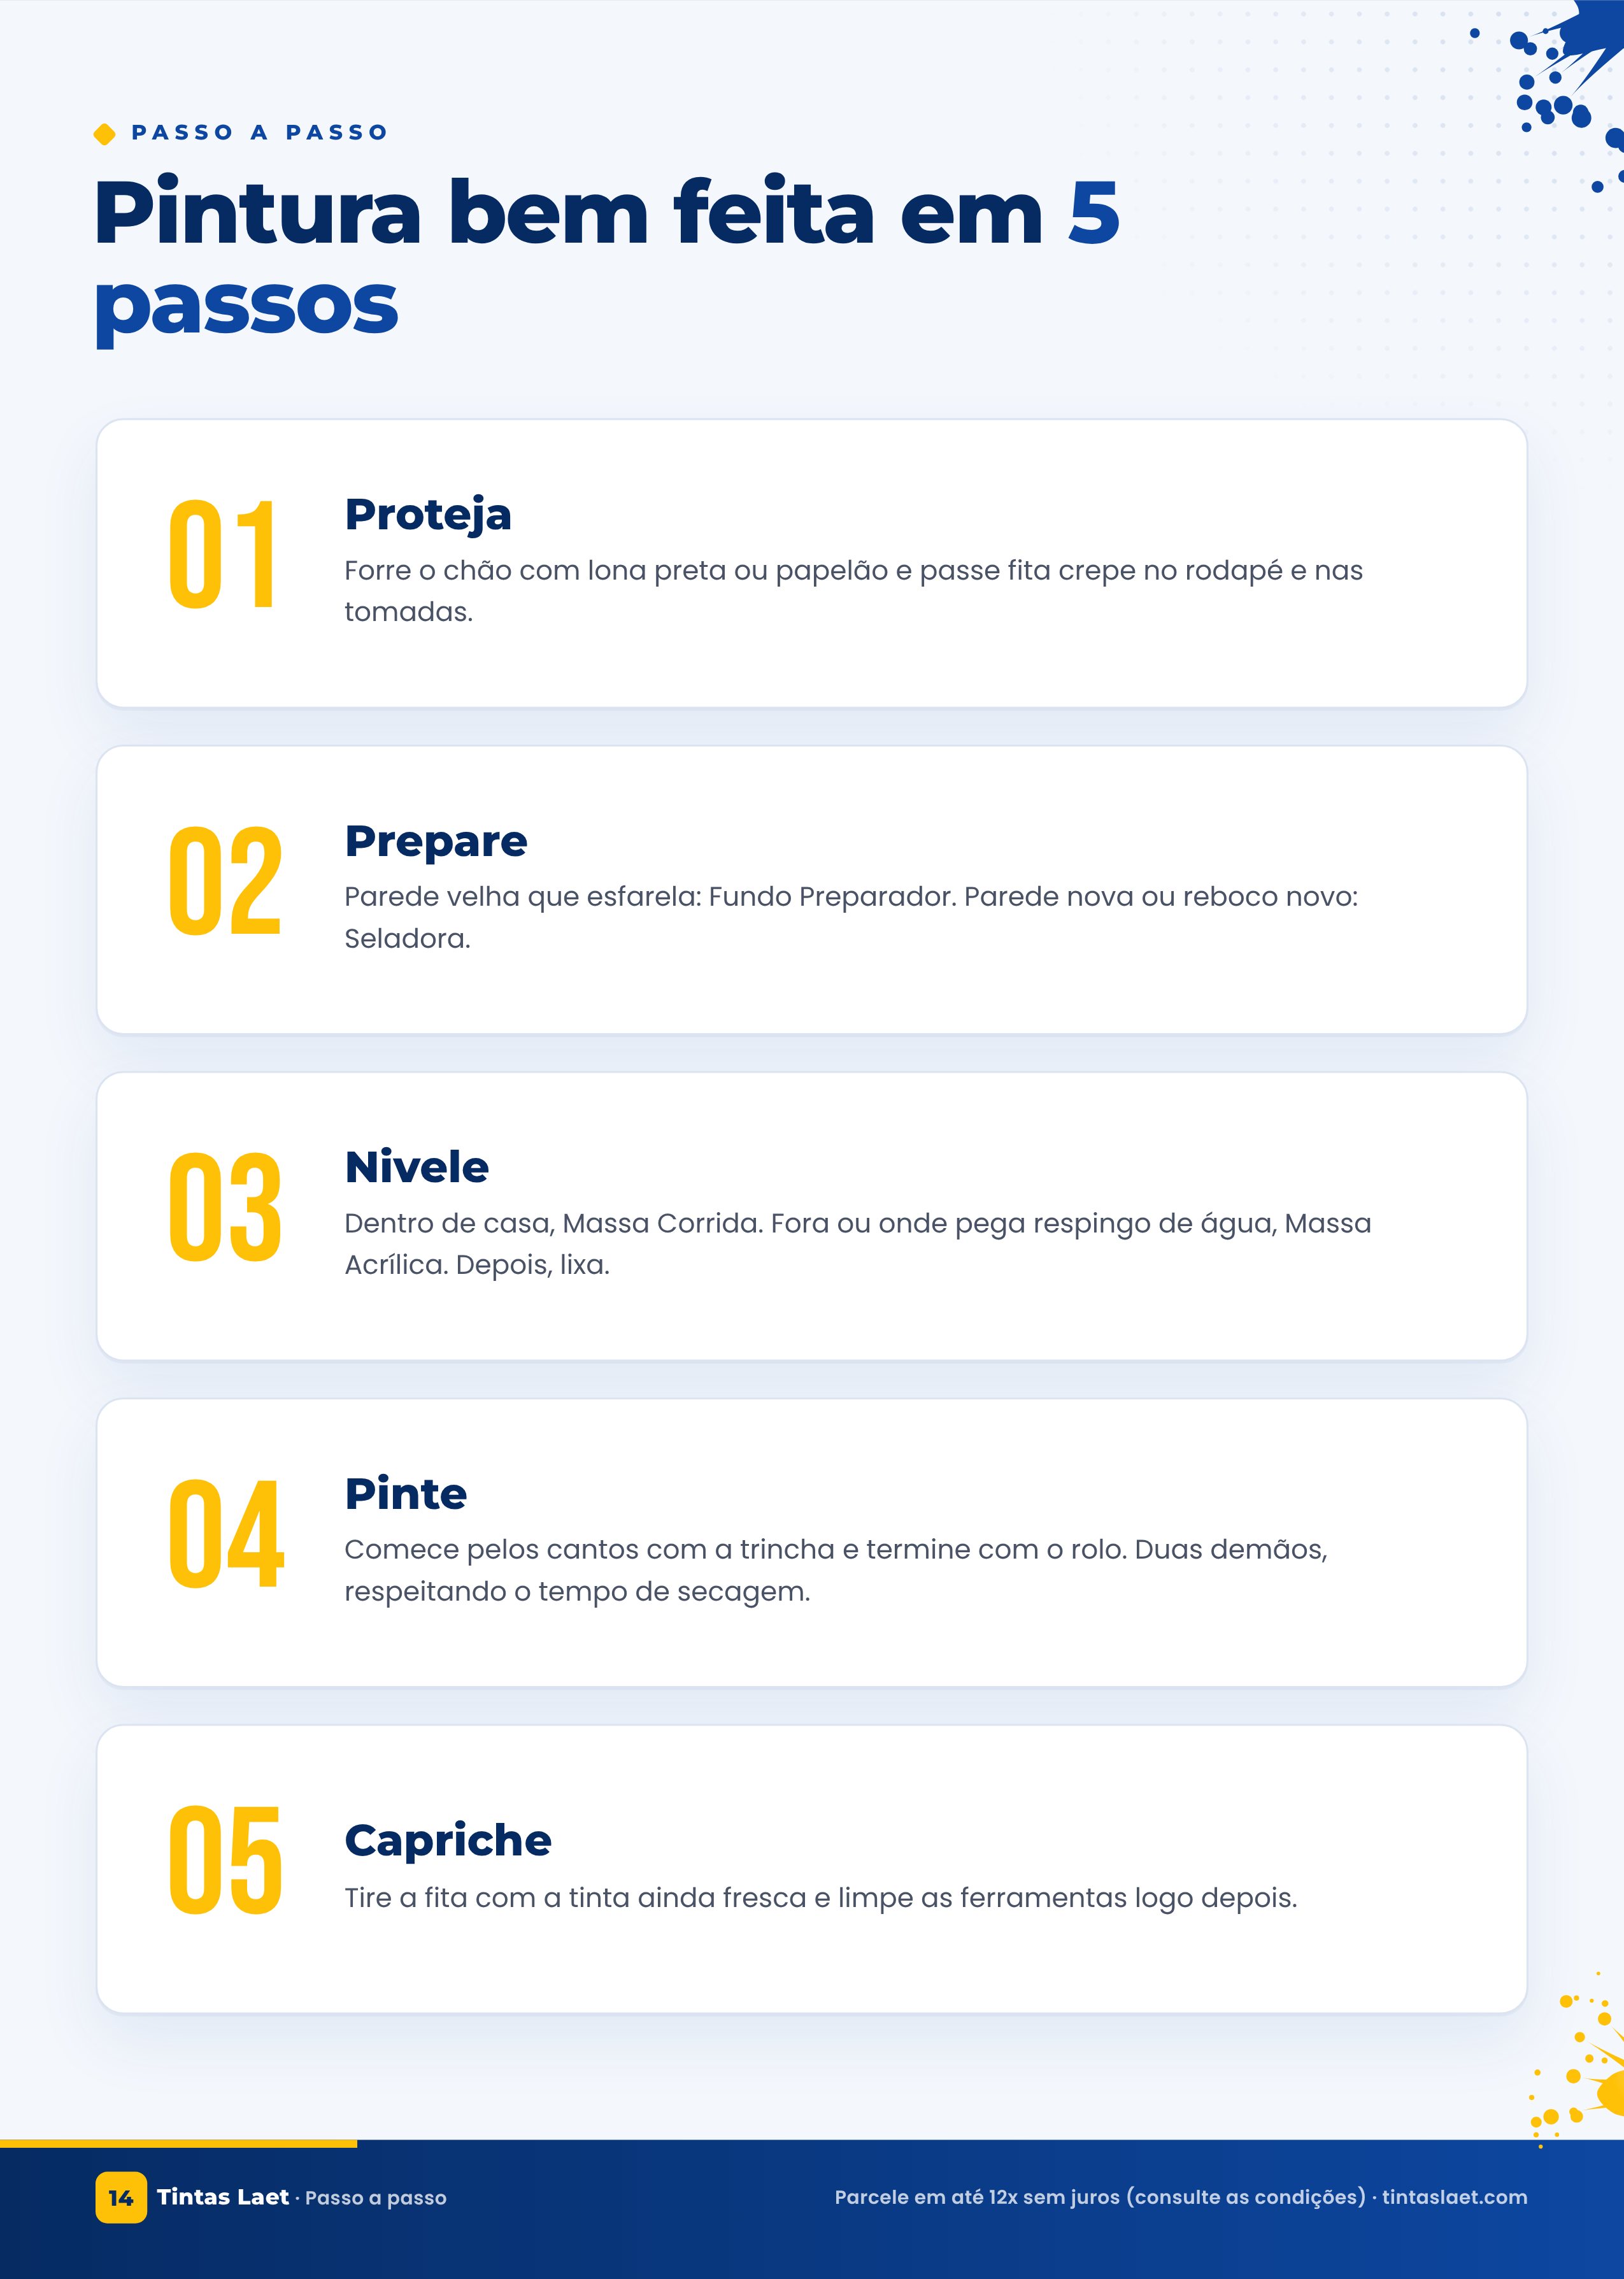 PASSO A PASSO
Pintura bem feita em 5
passos
01
Proteja
Forre o chão com lona preta ou papelão e passe fita crepe no rodapé e nas
tomadas.
02
Prepare
Parede velha que esfarela: Fundo Preparador. Parede nova ou reboco novo:
Seladora.
03
Nivele
Dentro de casa, Massa Corrida. Fora ou onde pega respingo de água, Massa
Acrílica. Depois, lixa.
04
Pinte
Comece pelos cantos com a trincha e termine com o rolo. Duas demãos,
respeitando o tempo de secagem.
05
Capriche
Tire a fita com a tinta ainda fresca e limpe as ferramentas logo depois.
14 Tintas Laet · Passo a passo
Parcele em até 12x sem juros (consulte as condições) · tintaslaet.com